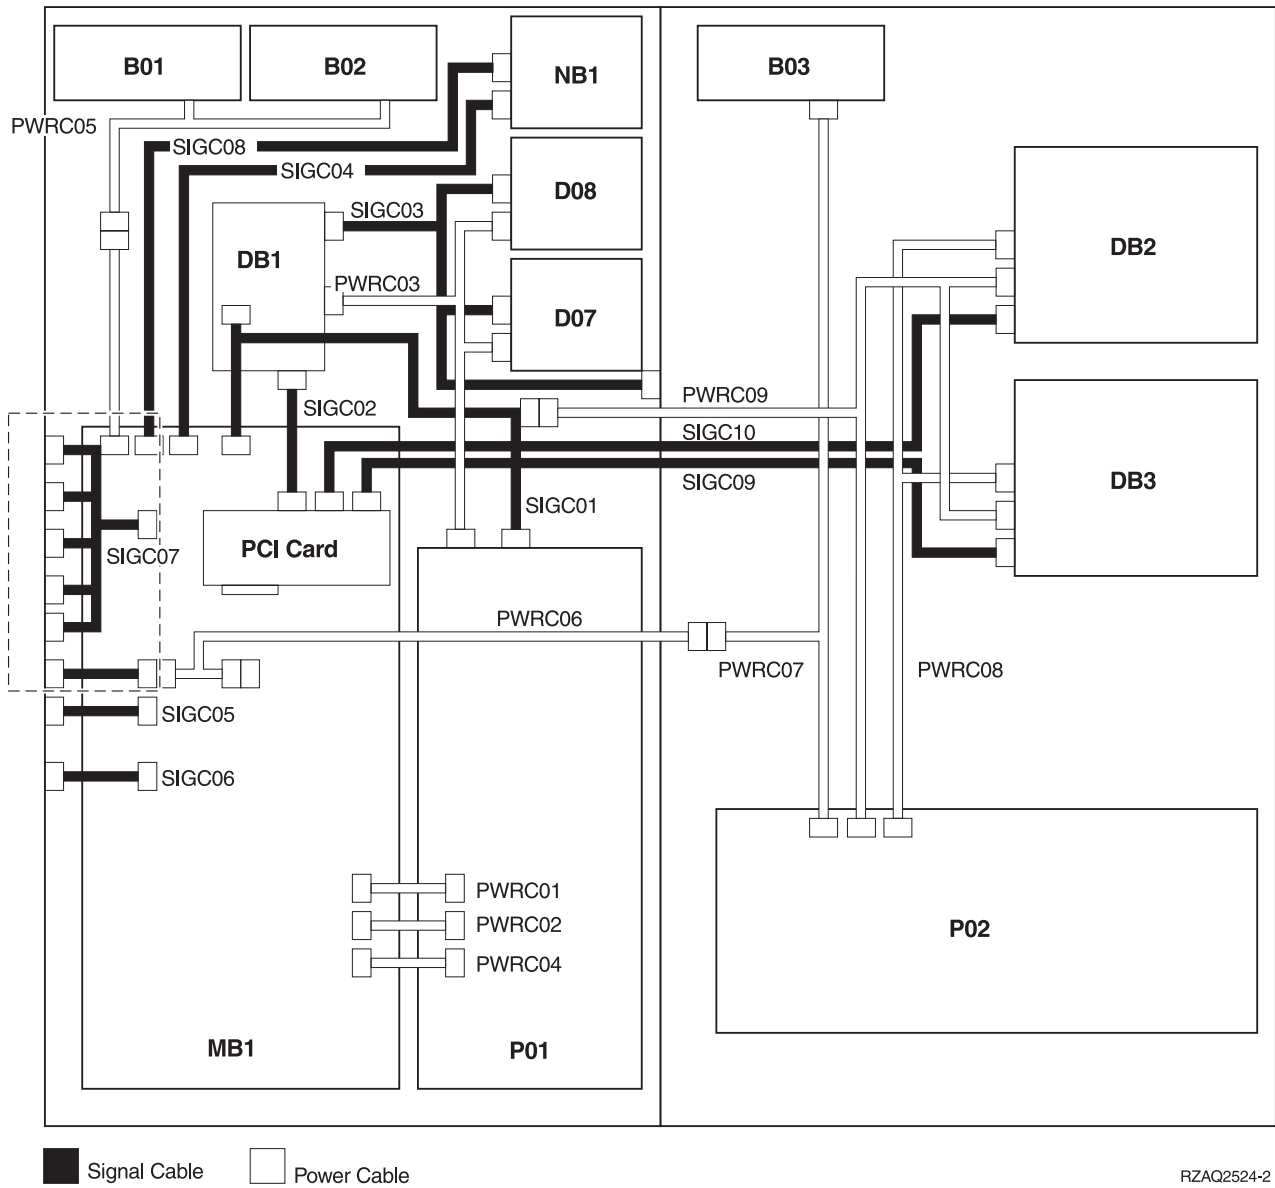 B01
B02
NB1
B03
PWRC05
SIGC08
SIGC04
D08
SIGC03
DB1
DB2
PWRC03
D07
SIGC02
PWRC09
SIGC10
SIGC09
DB3
SIGC01
SIGC07
PCI Card
PWRC06
PWRC07
PWRC08
SIGC05
SIGC06
PWRC01
PWRC02
P02
PWRC04
MB1
P01
Signal Cable
Power Cable
RZAQ2524-2